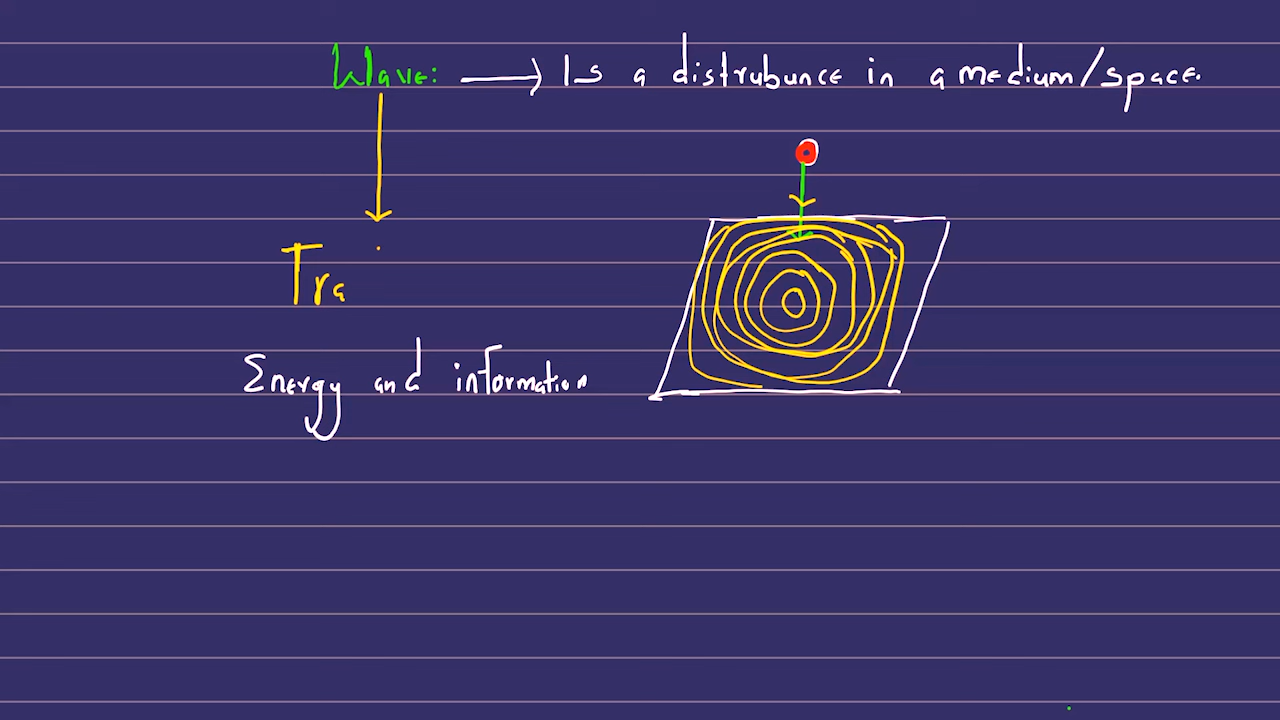 Wave: → Is a distrubunce in a medium/space.
Tra
Energy and information